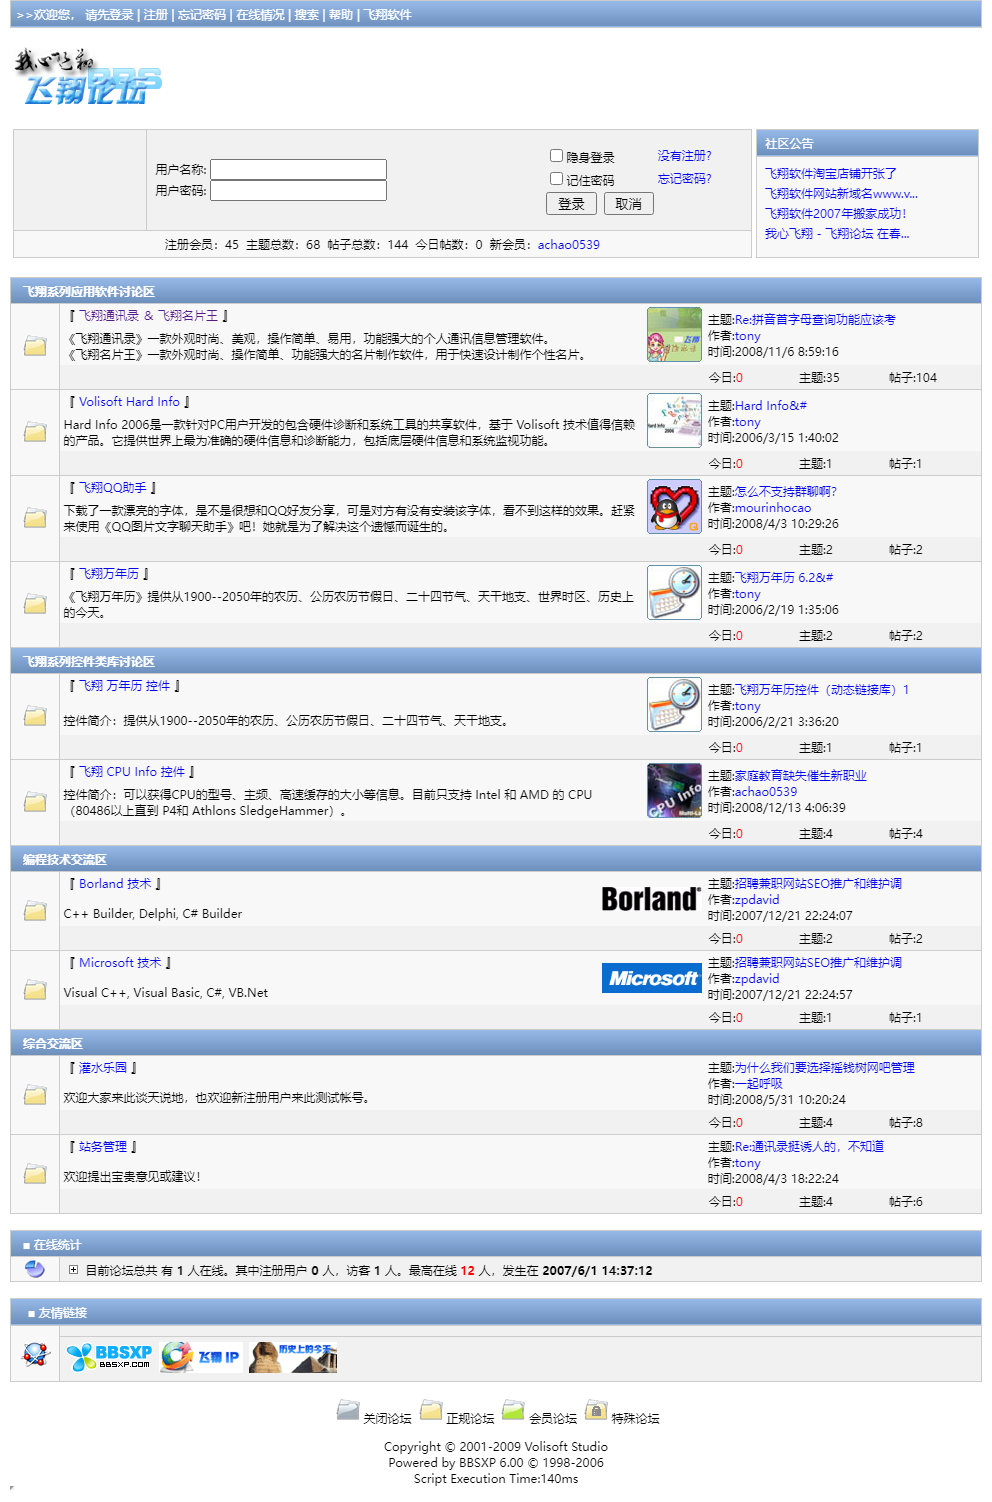 >>欢迎您， 请先登录 | 注册 | 忘记密码 | 在线情况 | 搜索 | 帮助 | 飞翔软件
我心飞翔
BBS
飞翔论坛
用户名称:
用户密码:
隐身登录 没有注册?
记住密码 忘记密码?
登录 取消
注册会员：45 主题总数：68 帖子总数：144 今日帖数：0 新会员：achao0539
社区公告
飞翔软件淘宝店铺开张了
飞翔软件网站新域名www.v...
飞翔软件2007年搬家成功!
我心飞翔 - 飞翔论坛 在春...
飞翔系列应用软件讨论区
『 飞翔通讯录 & 飞翔名片王 』
《飞翔通讯录》一款外观时尚、美观，操作简单、易用，功能强大的个人通讯信息管理软件。
《飞翔名片王》一款外观时尚、操作简单、功能强大的名片制作软件，用于快速设计制作个性名片。
主题:Re:拼音首字母查询功能应该考
作者:tony
时间:2008/11/6 8:59:16
今日:0 主题:35 帖子:104
『 Volisoft Hard Info 』
Hard Info 2006是一款针对PC用户开发的包含硬件诊断和系统工具的共享软件，基于 Volisoft 技术值得信赖
的产品。它提供世界上最为准确的硬件信息和诊断能力，包括底层硬件信息和系统监视功能。
Hard Info
2006
主题:Hard Info&#
作者:tony
时间:2006/3/15 1:40:02
今日:0 主题:1 帖子:1
『 飞翔QQ助手 』
下载了一款漂亮的字体，是不是很想和QQ好友分享，可是对方有没有安装该字体，看不到这样的效果。赶紧
来使用《QQ图片文字聊天助手》吧！她就是为了解决这个遗憾而诞生的。
主题:怎么不支持群聊啊?
作者:mourinhocao
时间:2008/4/3 10:29:26
今日:0 主题:2 帖子:2
『 飞翔万年历 』
《飞翔万年历》提供从1900--2050年的农历、公历农历节假日、二十四节气、天干地支、世界时区、历史上
的今天。
主题:飞翔万年历 6.2&#
作者:tony
时间:2006/2/19 1:35:06
今日:0 主题:2 帖子:2
飞翔系列控件类库讨论区
『 飞翔 万年历 控件 』
控件简介：提供从1900--2050年的农历、公历农历节假日、二十四节气、天干地支。
主题:飞翔万年历控件（动态链接库）1
作者:tony
时间:2006/2/21 3:36:20
今日:0 主题:1 帖子:1
『 飞翔 CPU Info 控件 』
控件简介：可以获得CPU的型号、主频、高速缓存的大小等信息。目前只支持 Intel 和 AMD 的 CPU
（80486以上直到 P4和 Athlons SledgeHammer）。
CPU Info
主题:家庭教育缺失催生新职业
作者:achao0539
时间:2008/12/13 4:06:39
今日:0 主题:4 帖子:4
编程技术交流区
『 Borland 技术 』
C++ Builder, Delphi, C# Builder
Borland
主题:招聘兼职网站SEO推广和维护调
作者:zpdavid
时间:2007/12/21 22:24:07
今日:0 主题:2 帖子:2
『 Microsoft 技术 』
Visual C++, Visual Basic, C#, VB.Net
Microsoft
主题:招聘兼职网站SEO推广和维护调
作者:zpdavid
时间:2007/12/21 22:24:57
今日:0 主题:1 帖子:1
综合交流区
『 灌水乐园 』
欢迎大家来此谈天说地，也欢迎新注册用户来此测试帐号。
主题:为什么我们要选择摇钱树网吧管理
作者:一起呼吸
时间:2008/5/31 10:20:24
今日:0 主题:4 帖子:8
『 站务管理 』
欢迎提出宝贵意见或建议！
主题:Re:通讯录挺诱人的，不知道
作者:tony
时间:2008/4/3 18:22:24
今日:0 主题:4 帖子:6
■ 在线统计
目前论坛总共 有 1 人在线。其中注册用户 0 人，访客 1 人。最高在线 12 人，发生在 2007/6/1 14:37:12
■ 友情链接
BBSXP
BBSXP.COM
飞翔 IP
历史上的今天
关闭论坛 正规论坛 会员论坛 特殊论坛
Copyright © 2001-2009 Volisoft Studio
Powered by BBSXP 6.00 © 1998-2006
Script Execution Time:140ms